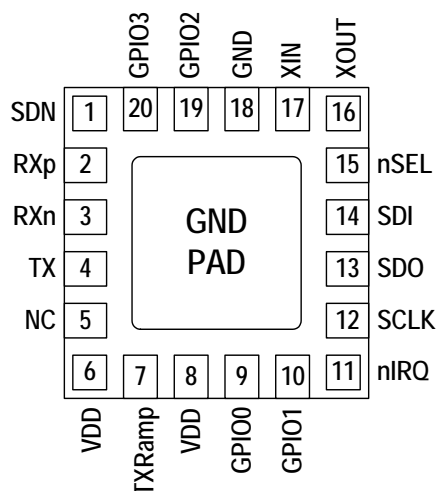 GPIO3
GPIO2
GND
XIN
XOUT
SDN
1
20
19
18
17
16
RXp
2
15
nSEL
RXn
3
14
SDI
TX
4
13
SDO
NC
5
12
SCLK
6
7
8
9
10
11
nIRQ
GND
PAD
VDD
TXRamp
VDD
GPIO0
GPIO1